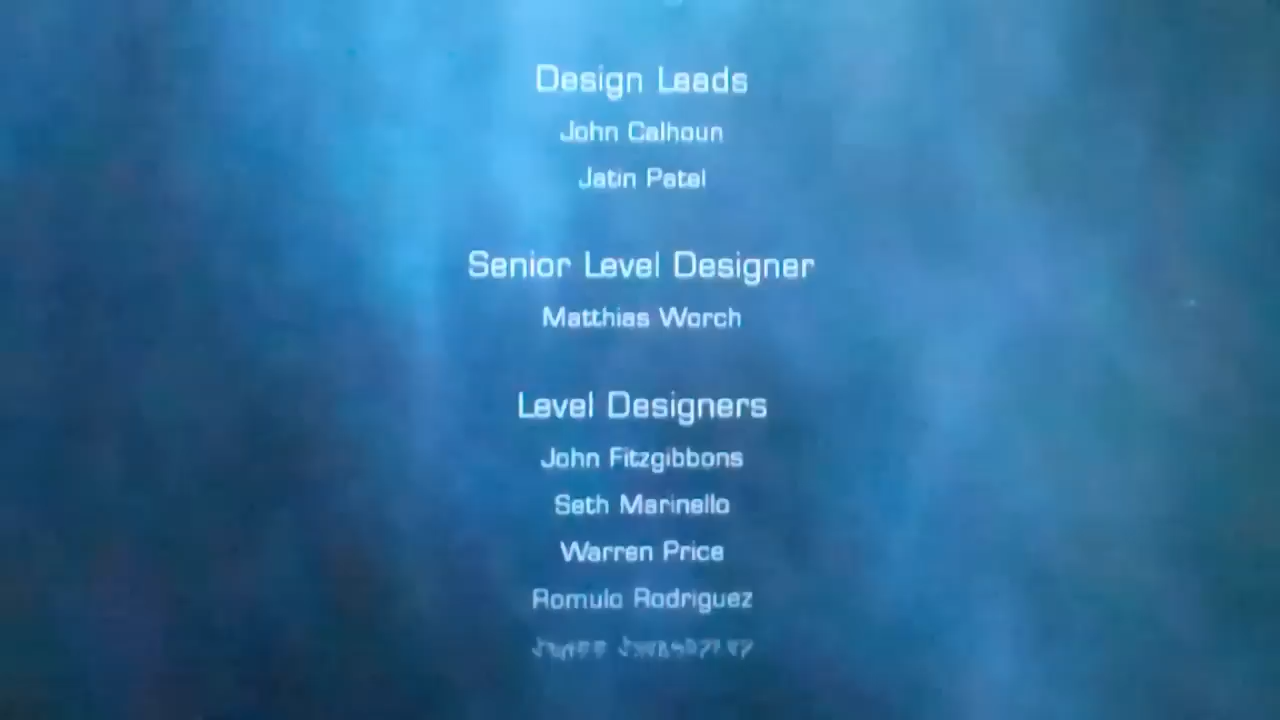 Design Leads
John Calhoun
Jatin Patel
Senior Level Designer
Matthias Worch
Level Designers
John Fitzgibbons
Seth Marinello
Warren Price
Romulo Rodriguez